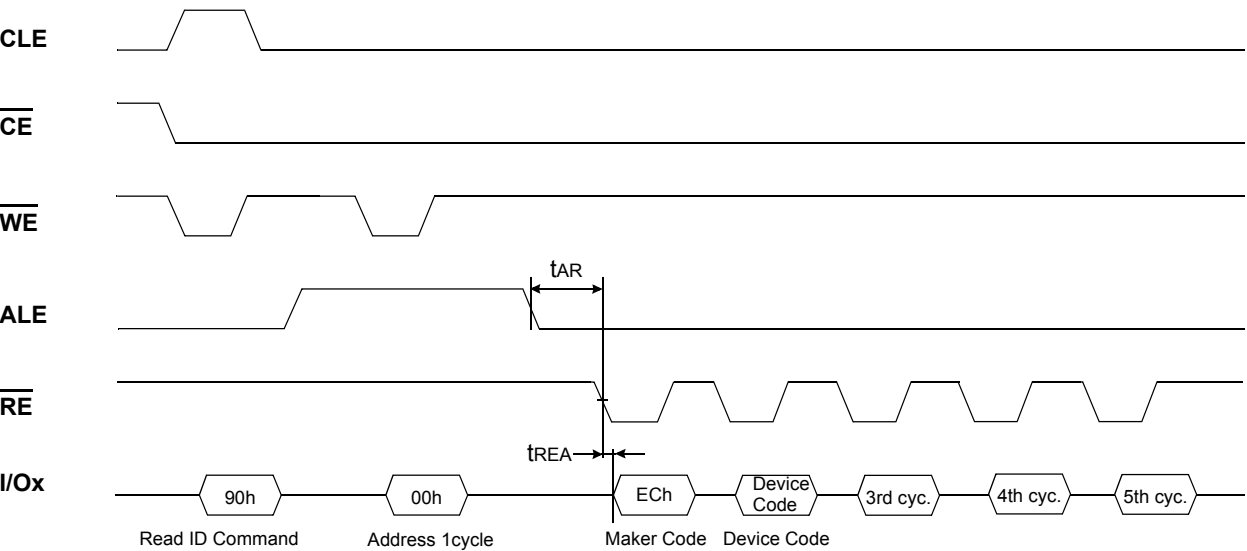 CLE
CE
WE
tAR
ALE
RE
tREA
I/Ox
90h
00h
ECh
Device
Code
3rd cyc.
4th cyc.
5th cyc.
Read ID Command
Address 1cycle
Maker Code
Device Code